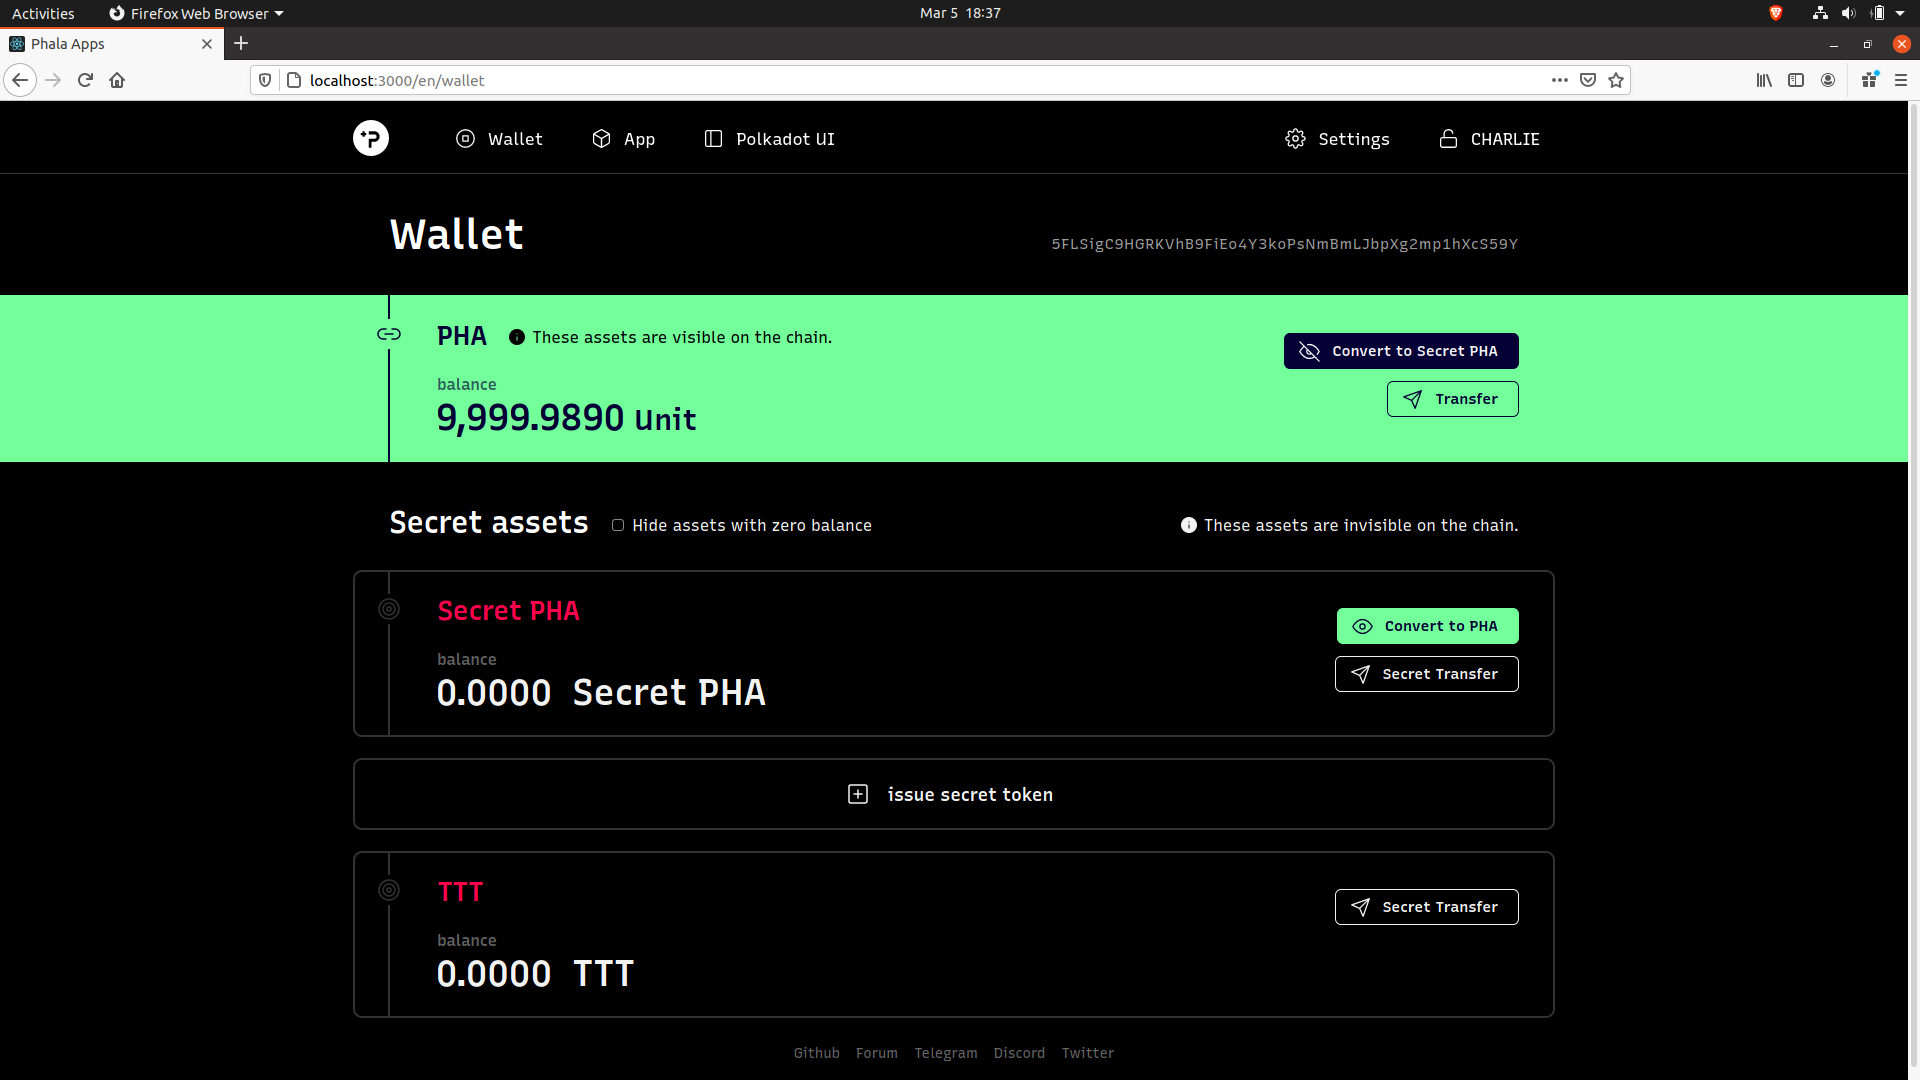 Activities Firefox Web Browser Mar 5 18:37
Phala Apps
localhost:3000/en/wallet
Wallet App Polkadot UI Settings CHARLIE
Wallet 5FLSigC9HGRKVhB9FiEo4Y3koPsNmBmLJbpXg2mp1hXcS59Y
PHA These assets are visible on the chain.
Convert to Secret PHA
balance
Transfer
9,999.9890 Unit
Secret assets Hide assets with zero balance These assets are invisible on the chain.
Secret PHA
Convert to PHA
balance
Secret Transfer
0.0000 Secret PHA
issue secret token
TTT
Secret Transfer
balance
0.0000 TTT
Github Forum Telegram Discord Twitter